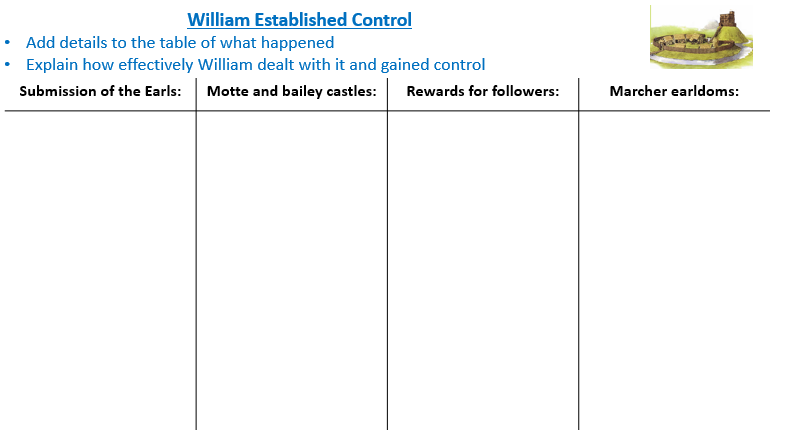 William Established Control
• Add details to the table of what happened
• Explain how effectively William dealt with it and gained control
Submission of the Earls:
Motte and bailey castles:
Rewards for followers:
Marcher earldoms: